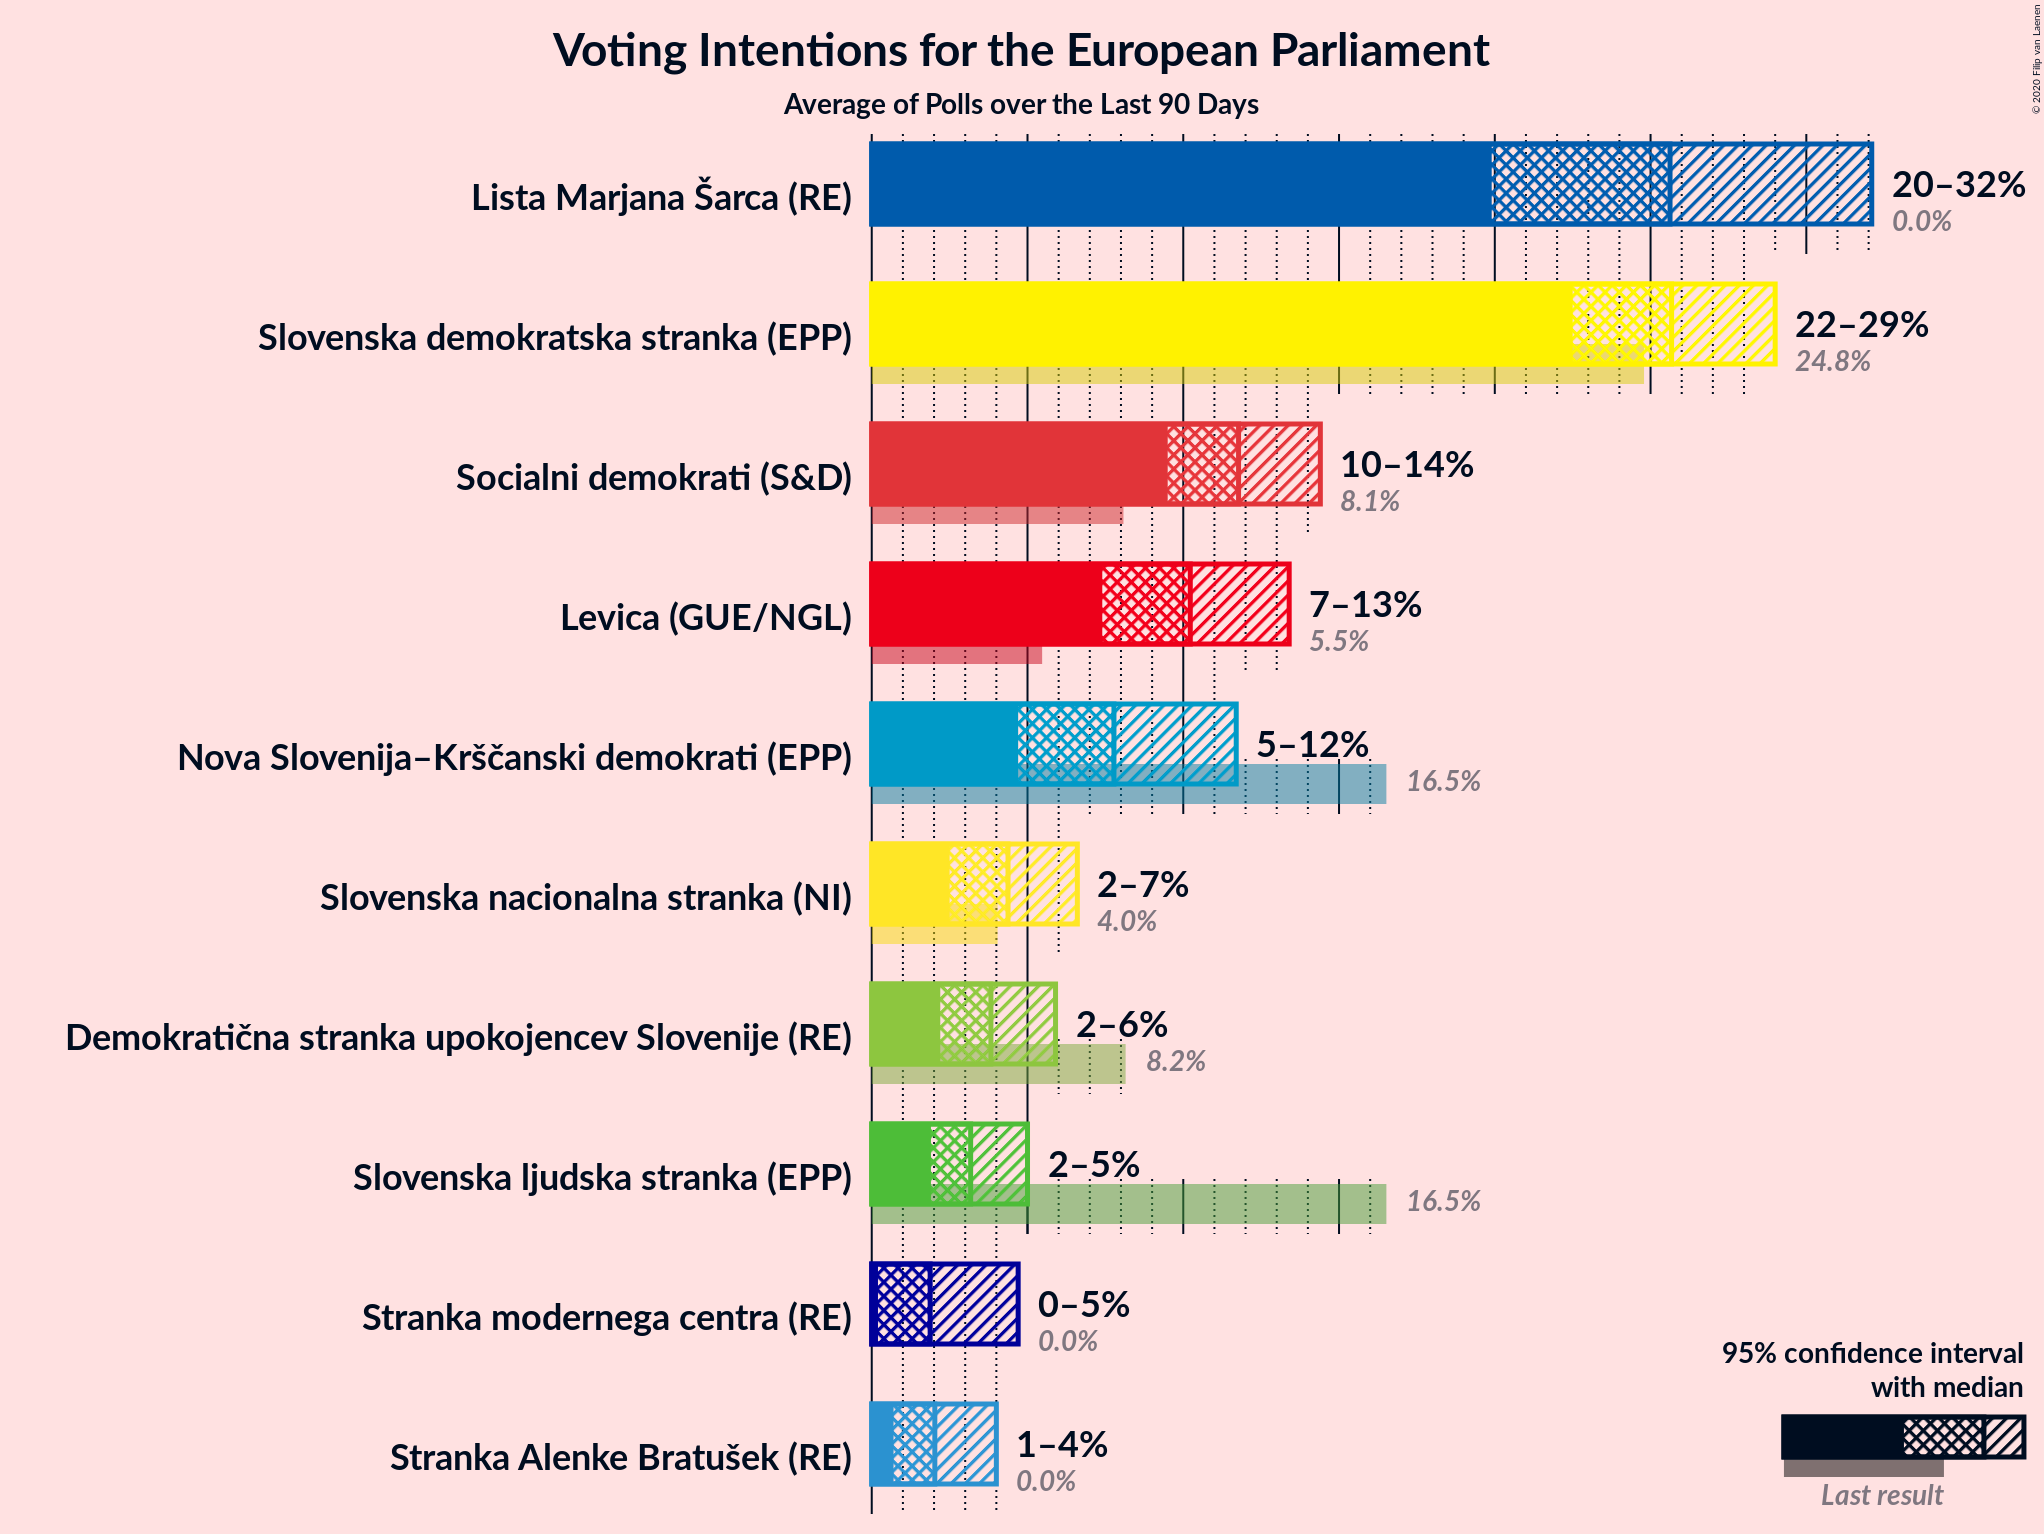 Voting Intentions for the European Parliament
Average of Polls over the Last 90 Days
© 2020 Filip van Laenen
Lista Marjana Šarca (RE)
20–32%
0.0%
Slovenska demokratska stranka (EPP)
22–29%
24.8%
Socialni demokrati (S&D)
10–14%
8.1%
Levica (GUE/NGL)
7–13%
5.5%
Nova Slovenija–Krščanski demokrati (EPP)
5–12%
16.5%
Slovenska nacionalna stranka (NI)
2–7%
4.0%
Demokratična stranka upokojencev Slovenije (RE)
2–6%
8.2%
Slovenska ljudska stranka (EPP)
2–5%
16.5%
Stranka modernega centra (RE)
0–5%
0.0%
Stranka Alenke Bratušek (RE)
1–4%
0.0%
95% confidence interval
with median
Last result